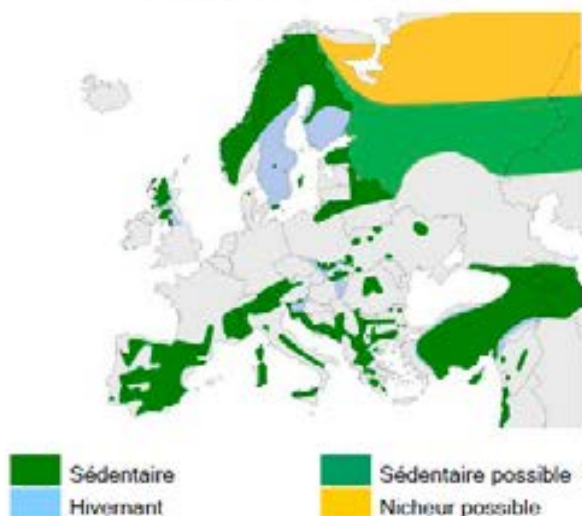 Sédentaire
Sédentaire possible
Hivernant
Nicheur possible